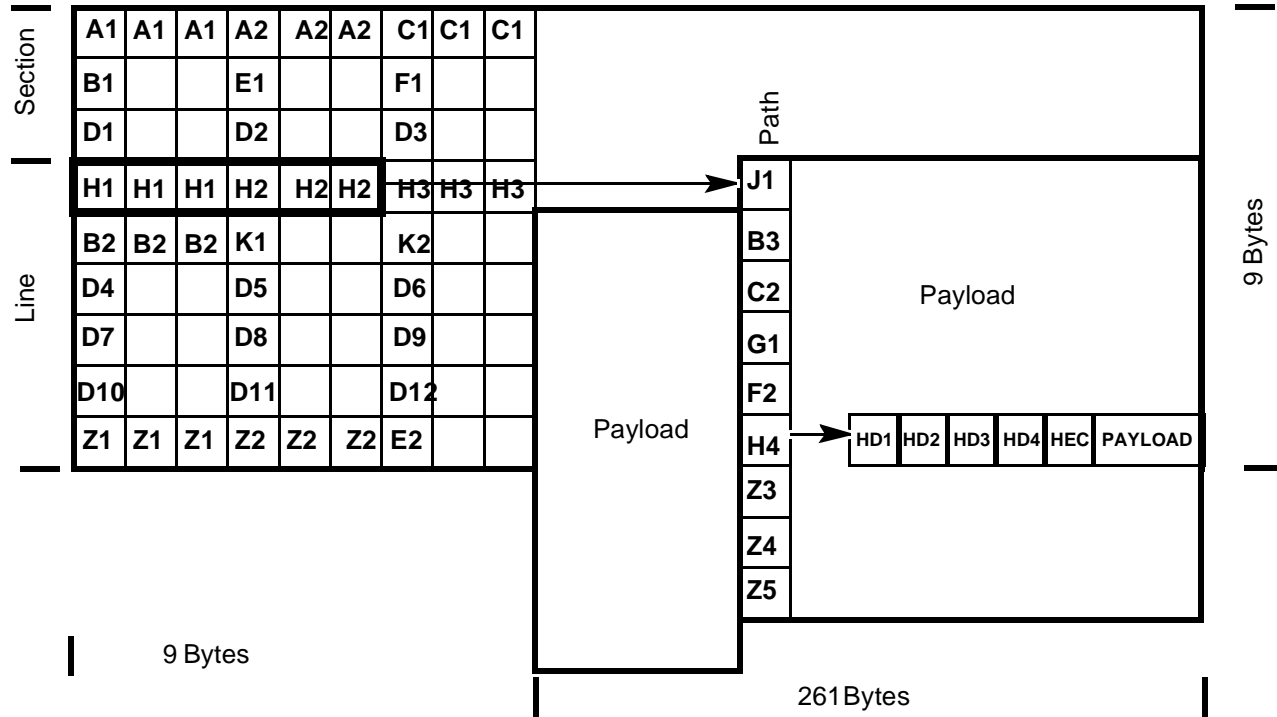 Section
A1 A1 A1 A2 A2 A2 C1 C1 C1
B1 E1 F1
D1 D2 D3
Path
H1 H1 H1 H2 H2 H2 H3 H3 H3
J1
Line
B2 B2 B2 K1 K2
B3
9 Bytes
D4 D5 D6
C2
Payload
D7 D8 D9
G1
D10 D11 D12
F2
Z1 Z1 Z1 Z2 Z2 Z2 E2
Payload
H4
HD1 HD2 HD3 HD4 HEC PAYLOAD
Z3
Z4
Z5
9 Bytes
261Bytes